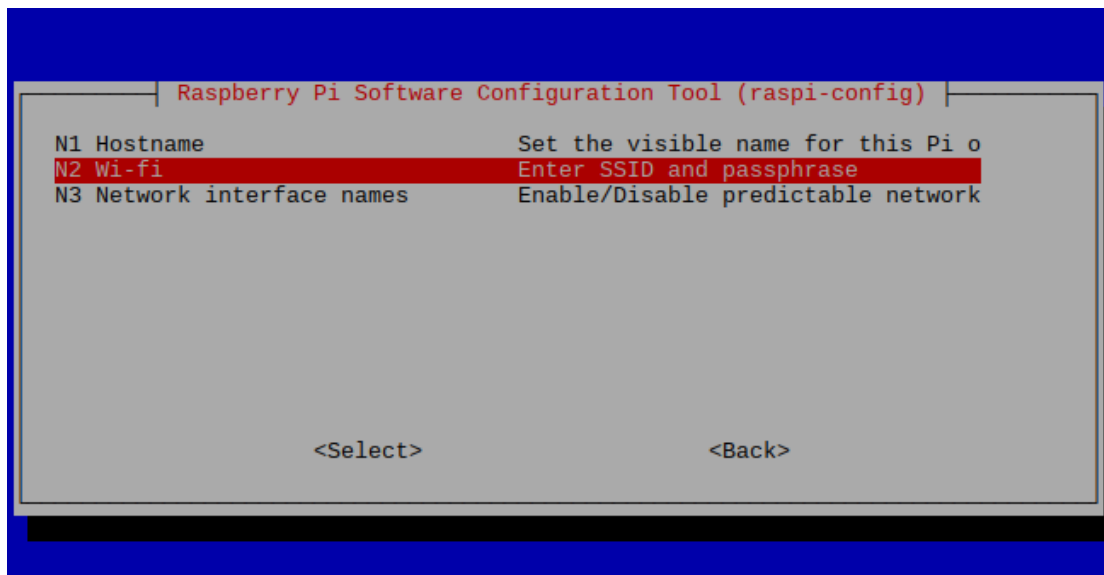 Raspberry Pi Software Configuration Tool (raspi-config)
N1 Hostname Set the visible name for this Pi o
N2 Wi-fi Enter SSID and passphrase
N3 Network interface names Enable/Disable predictable network
<Select> <Back>